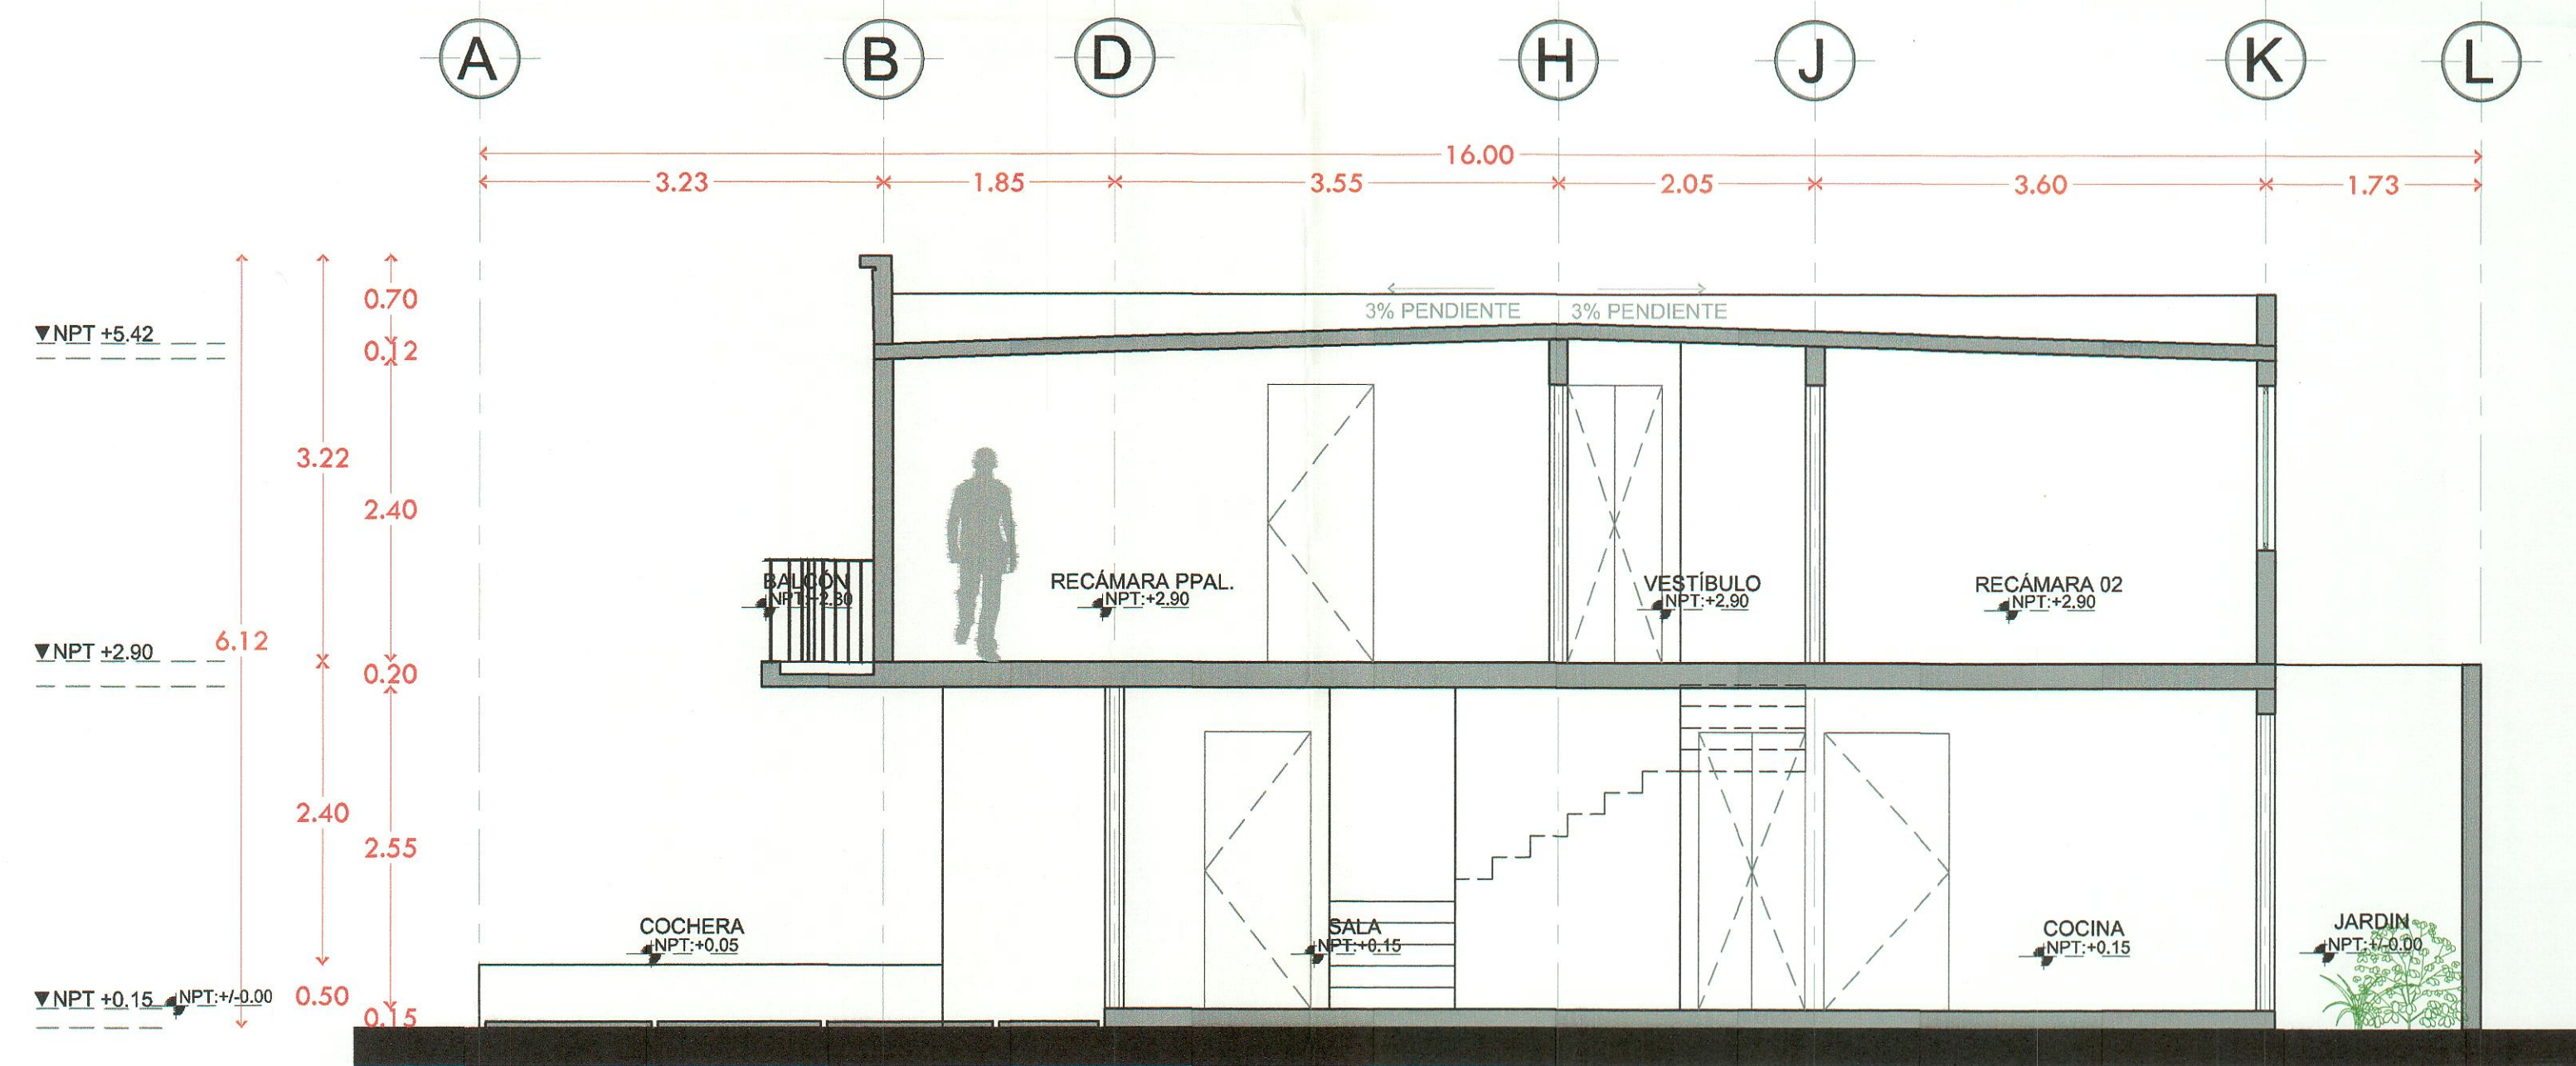 A B D H J K L
16.00
3.23 1.85 3.55 2.05 3.60 1.73
0.70
3% PENDIENTE 3% PENDIENTE
NPT +5.42
0.12
3.22
2.40
BALCÓN RECÁMARA PPAL. VESTÍBULO RECÁMARA 02
NPT:+2.80 NPT:+2.90 NPT:+2.90 NPT:+2.90
6.12
NPT +2.90
0.20
2.40
2.55
COCHERA SALA COCINA JARDIN
NPT:+0.05 NPT:+0.15 NPT:+0.15 NPT:+/-0.00
NPT +0.15 NPT:+/-0.00 0.50
0.15